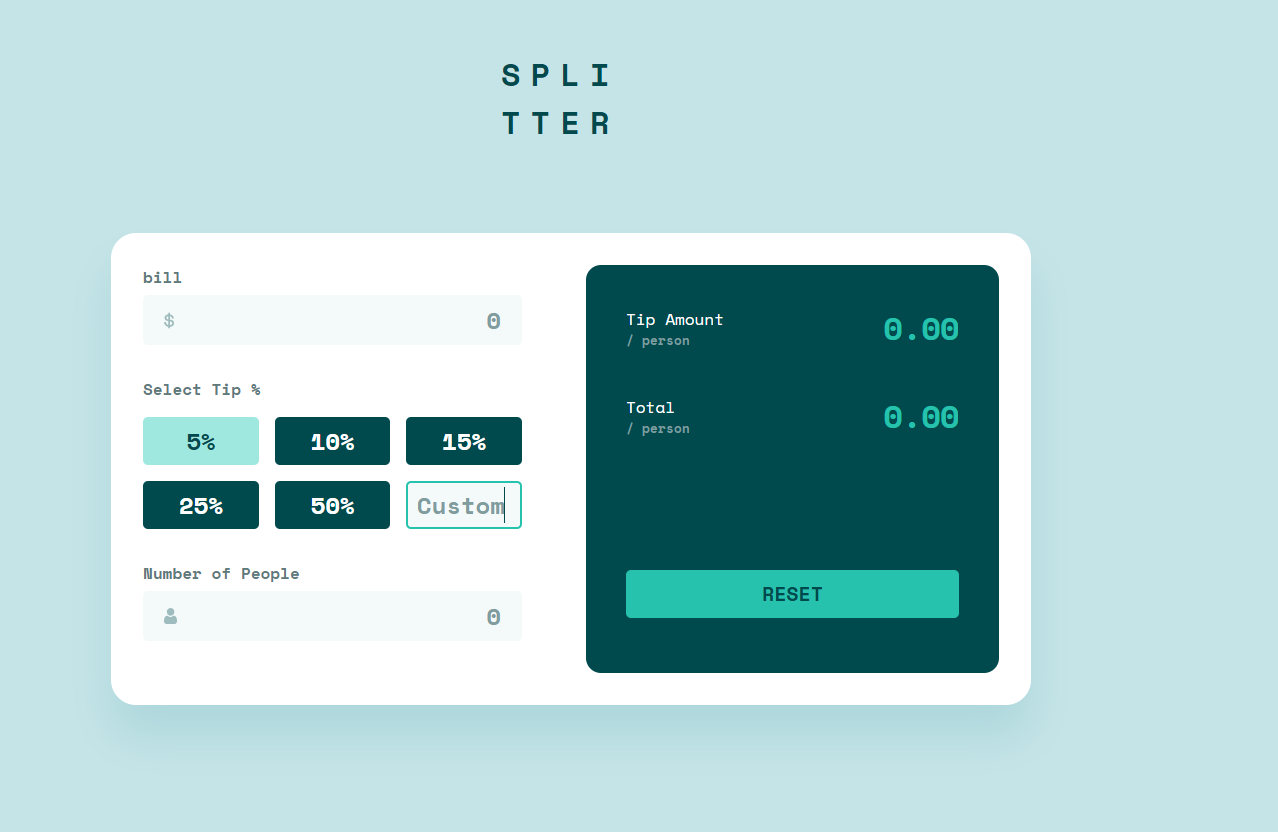 SPLI
TTER
bill
$ 0
Select Tip %
5% 10% 15%
25% 50% Custom
Number of People
0
Tip Amount
/ person
0.00
Total
/ person
0.00
RESET